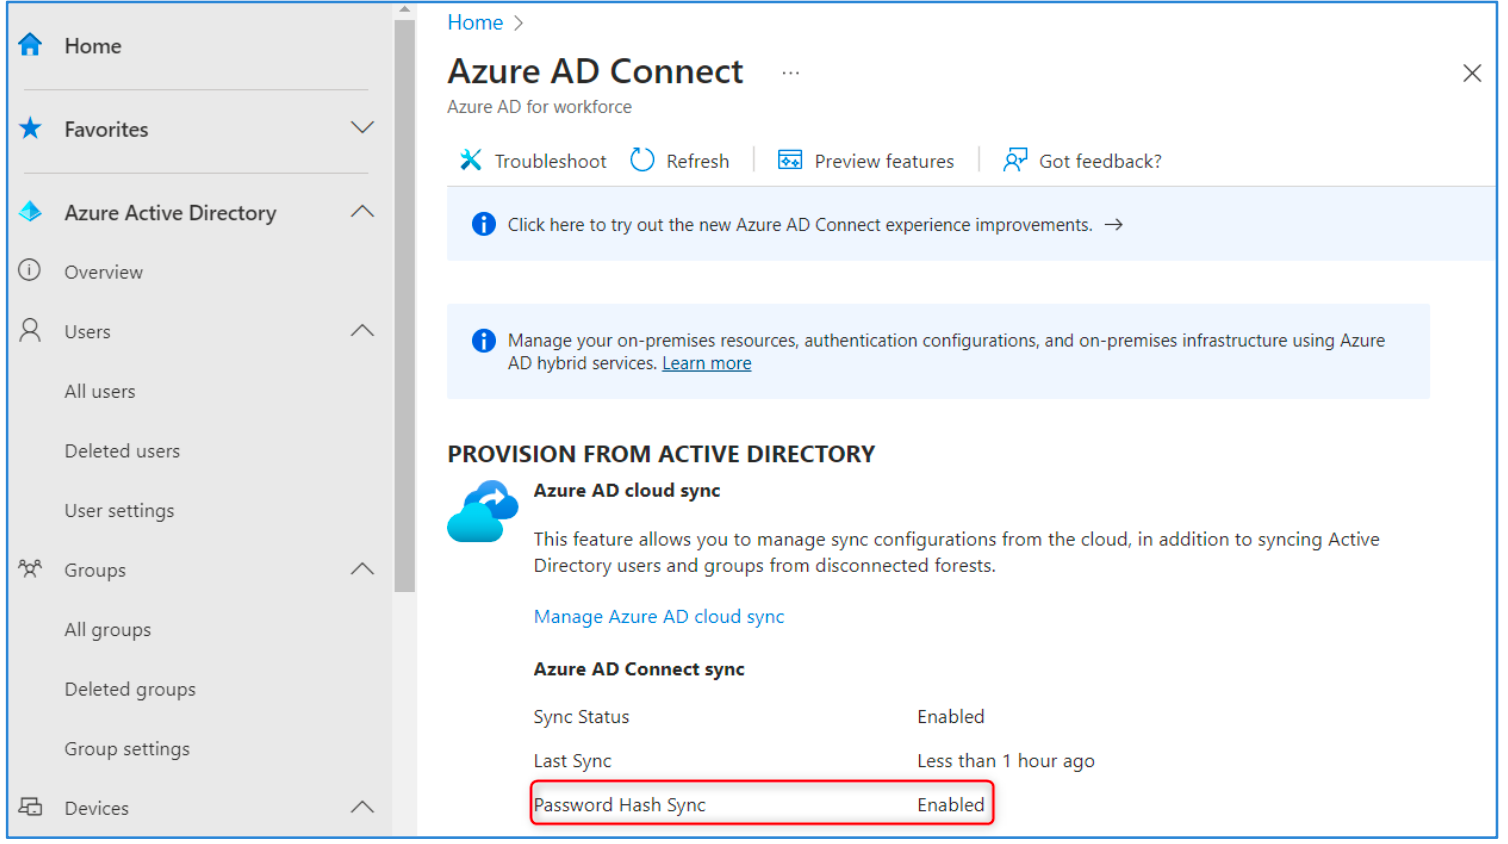 Home
Favorites
Azure Active Directory
Overview
Users
All users
Deleted users
User settings
Groups
All groups
Deleted groups
Group settings
Devices
Home >
Azure AD Connect ...
Azure AD for workforce
Troubleshoot Refresh Preview features Got feedback?
Click here to try out the new Azure AD Connect experience improvements. →
Manage your on-premises resources, authentication configurations, and on-premises infrastructure using Azure
AD hybrid services. Learn more
PROVISION FROM ACTIVE DIRECTORY
Azure AD cloud sync
This feature allows you to manage sync configurations from the cloud, in addition to syncing Active
Directory users and groups from disconnected forests.
Manage Azure AD cloud sync
Azure AD Connect sync
Sync Status Enabled
Last Sync Less than 1 hour ago
Password Hash Sync Enabled